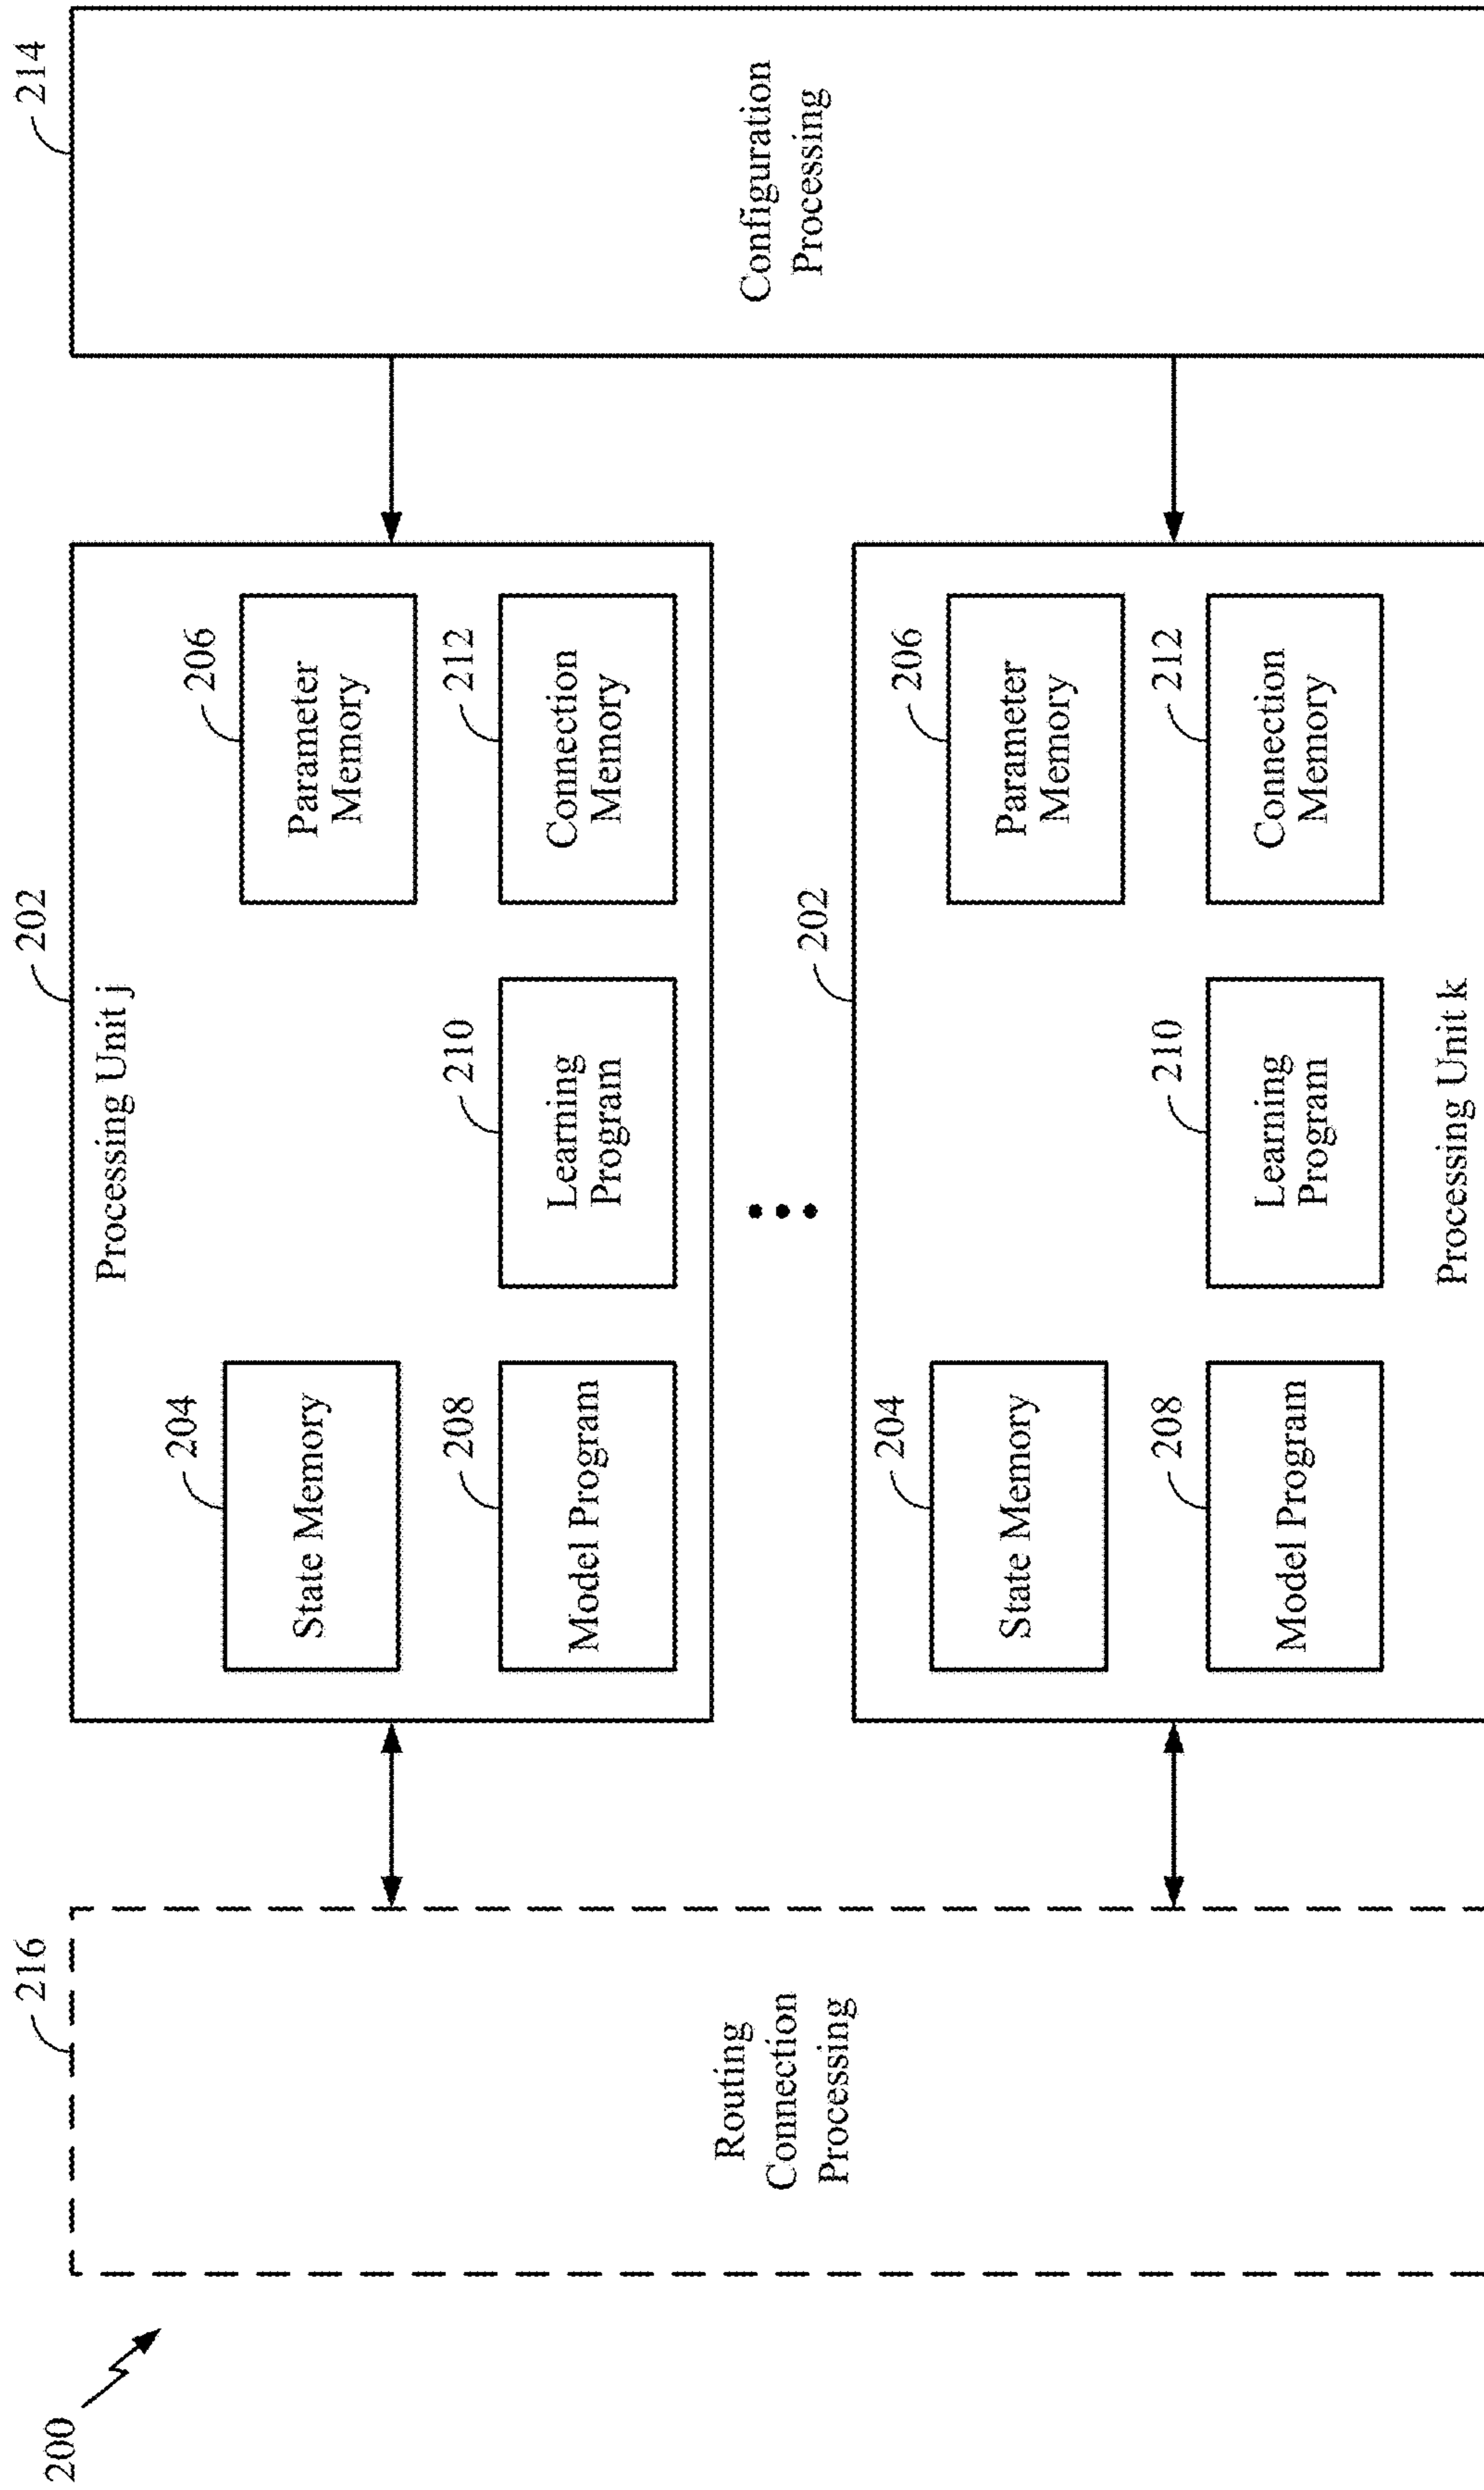 200
216
Routing
Connection
Processing
202
Processing Unit j
204
State Memory
206
Parameter
Memory
208
Model Program
210
Learning
Program
212
Connection
Memory
202
204
State Memory
206
Parameter
Memory
208
Model Program
210
Learning
Program
212
Connection
Memory
Processing Unit k
214
Configuration
Processing